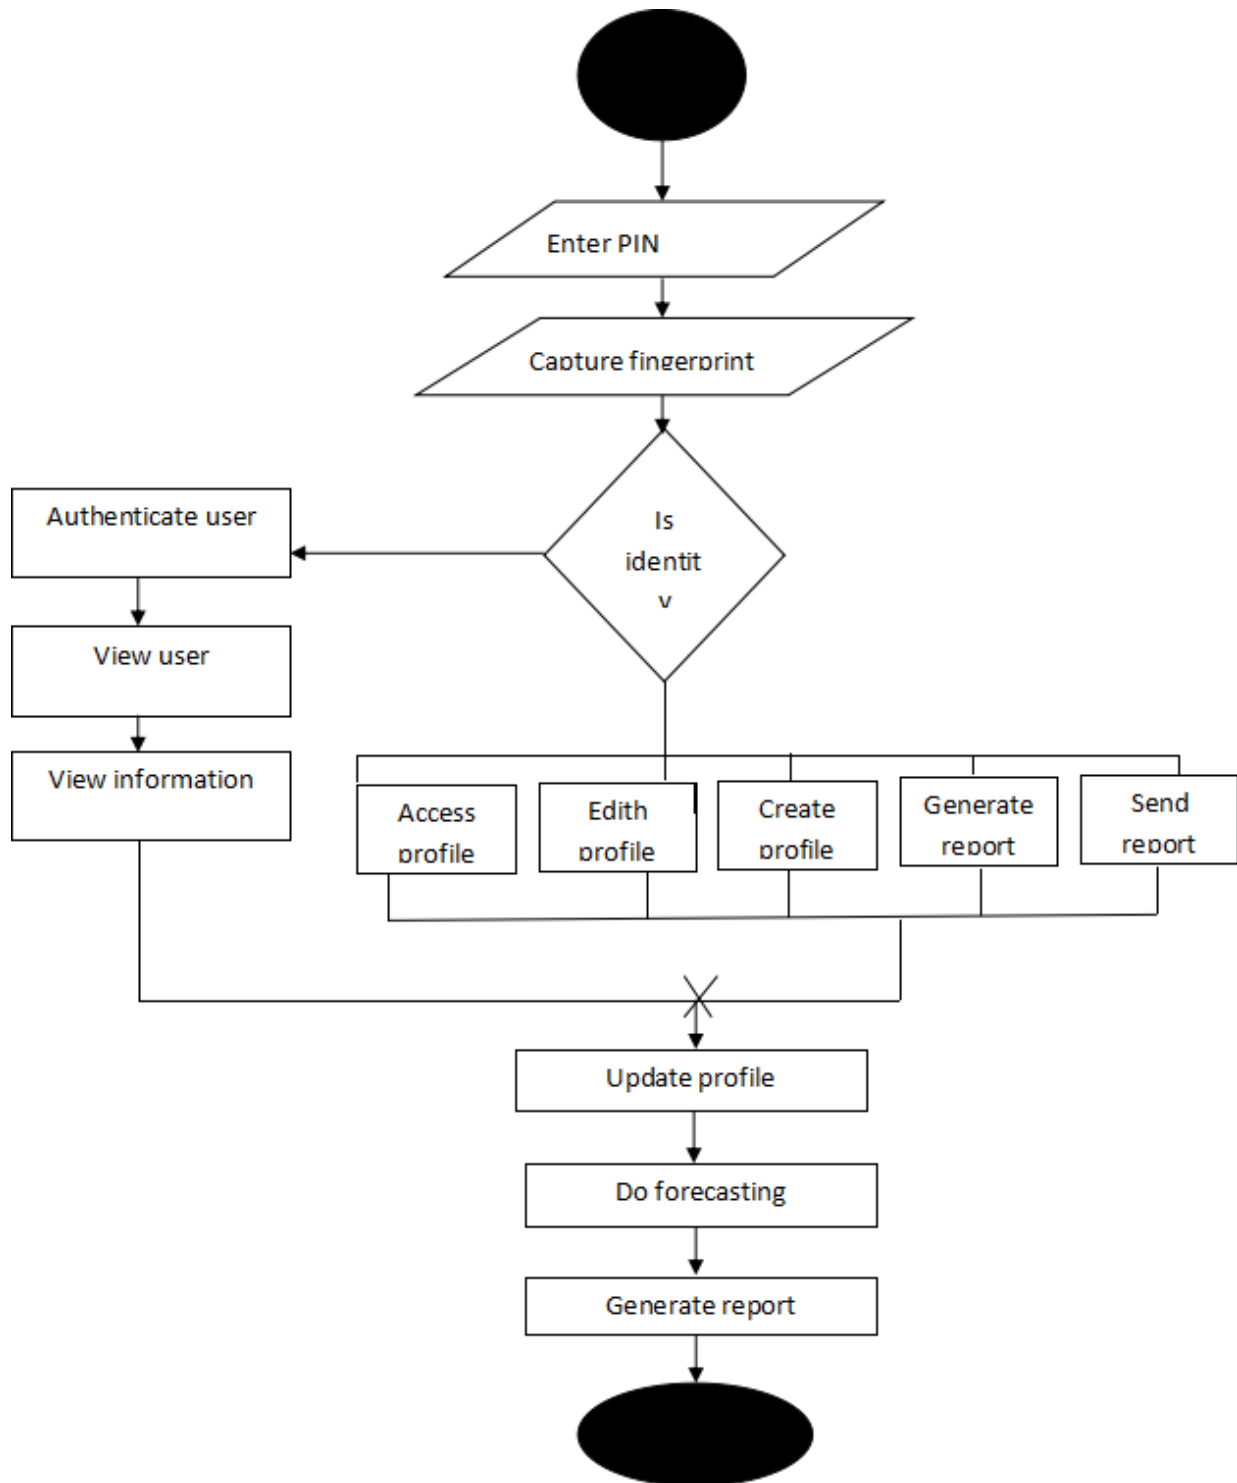 Enter PIN
Capture fingerprint
Is
identit
y
Authenticate user
View user
View information
Access
profile
Edith
profile
Create
profile
Generate
report
Send
report
Update profile
Do forecasting
Generate report